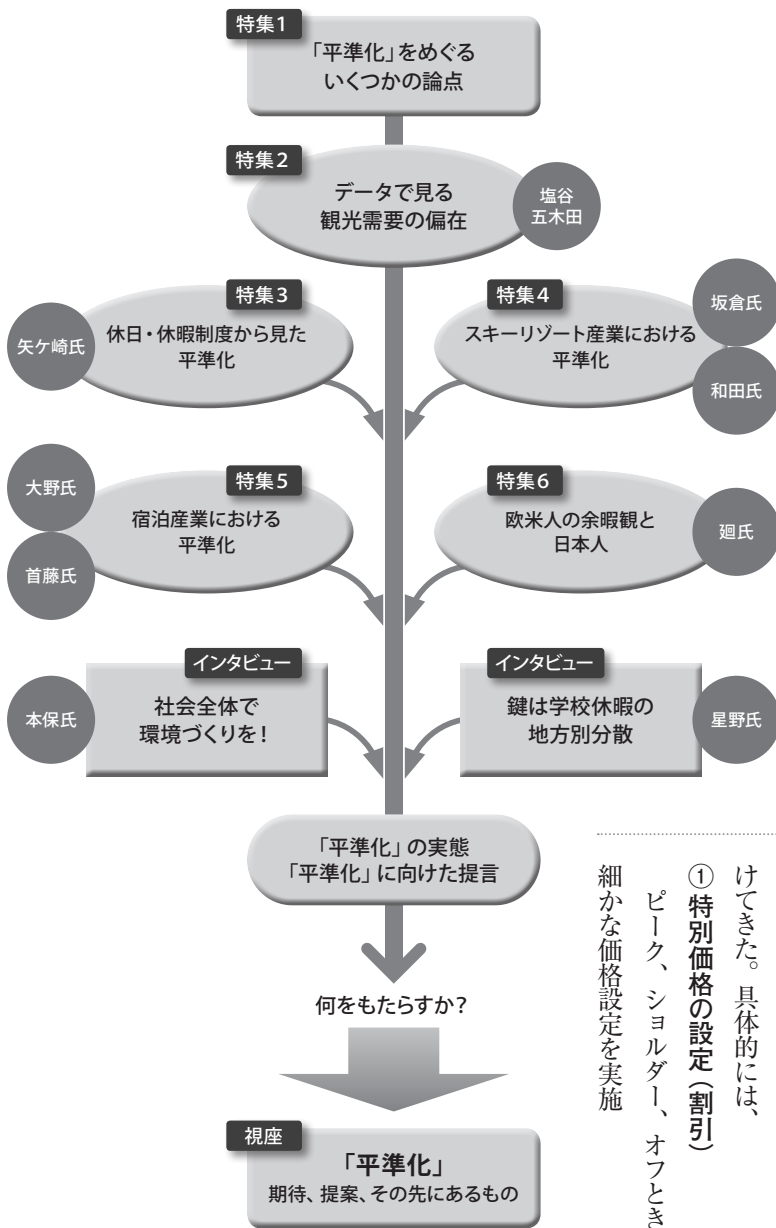 特集1
「平準化」をめぐる
いくつかの論点
特集2
データで見る
観光需要の偏在
塩谷
五木田
特集3
休日・休暇制度から見た
平準化
矢ケ崎氏
特集4
スキーリゾート産業における
平準化
坂倉氏
和田氏
特集5
宿泊産業における
平準化
大野氏
首藤氏
特集6
欧米人の余暇観と
日本人
廻氏
インタビュー
社会全体で
環境づくりを!
本保氏
インタビュー
鍵は学校休暇の
地方別分散
星野氏
「平準化」の実態
「平準化」に向けた提言
何をもたらすか?
視座
「平準化」
期待、提案、その先にあるもの
けてきた。具体的には、
①特別価格の設定(割引)
ピーク、ショルダー、オフとき
細かな価格設定を実施